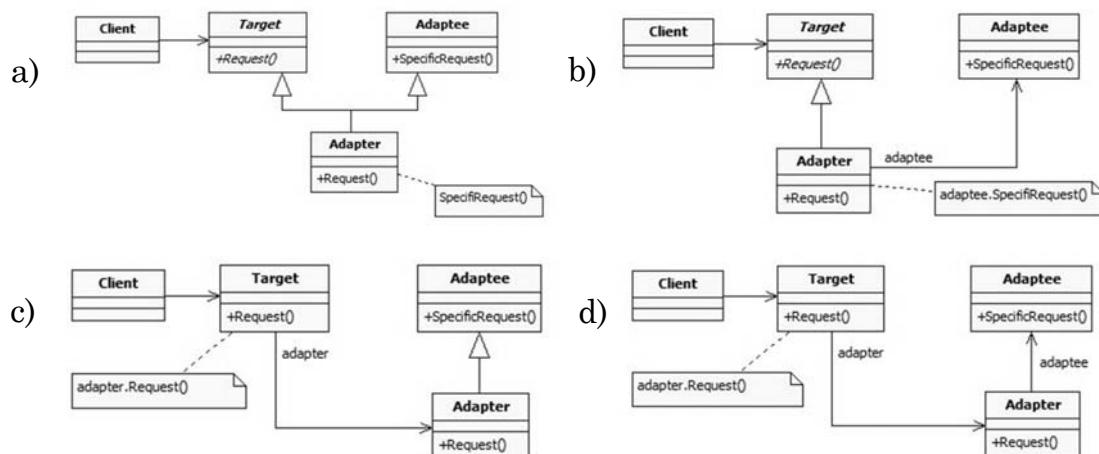 a)
Client
Target
+Request()
Adaptee
+SpecificRequest()
Adapter
+Request()
SpecifiRequest()
b)
Client
Target
+Request()
Adaptee
+SpecificRequest()
Adapter
+Request()
adaptee
adaptee.SpecifiRequest()
c)
Client
Target
+Request()
Adaptee
+SpecificRequest()
adapter
adapter.Request()
Adapter
+Request()
d)
Client
Target
+Request()
Adaptee
+SpecificRequest()
adapter
adaptee
adapter.Request()
Adapter
+Request()